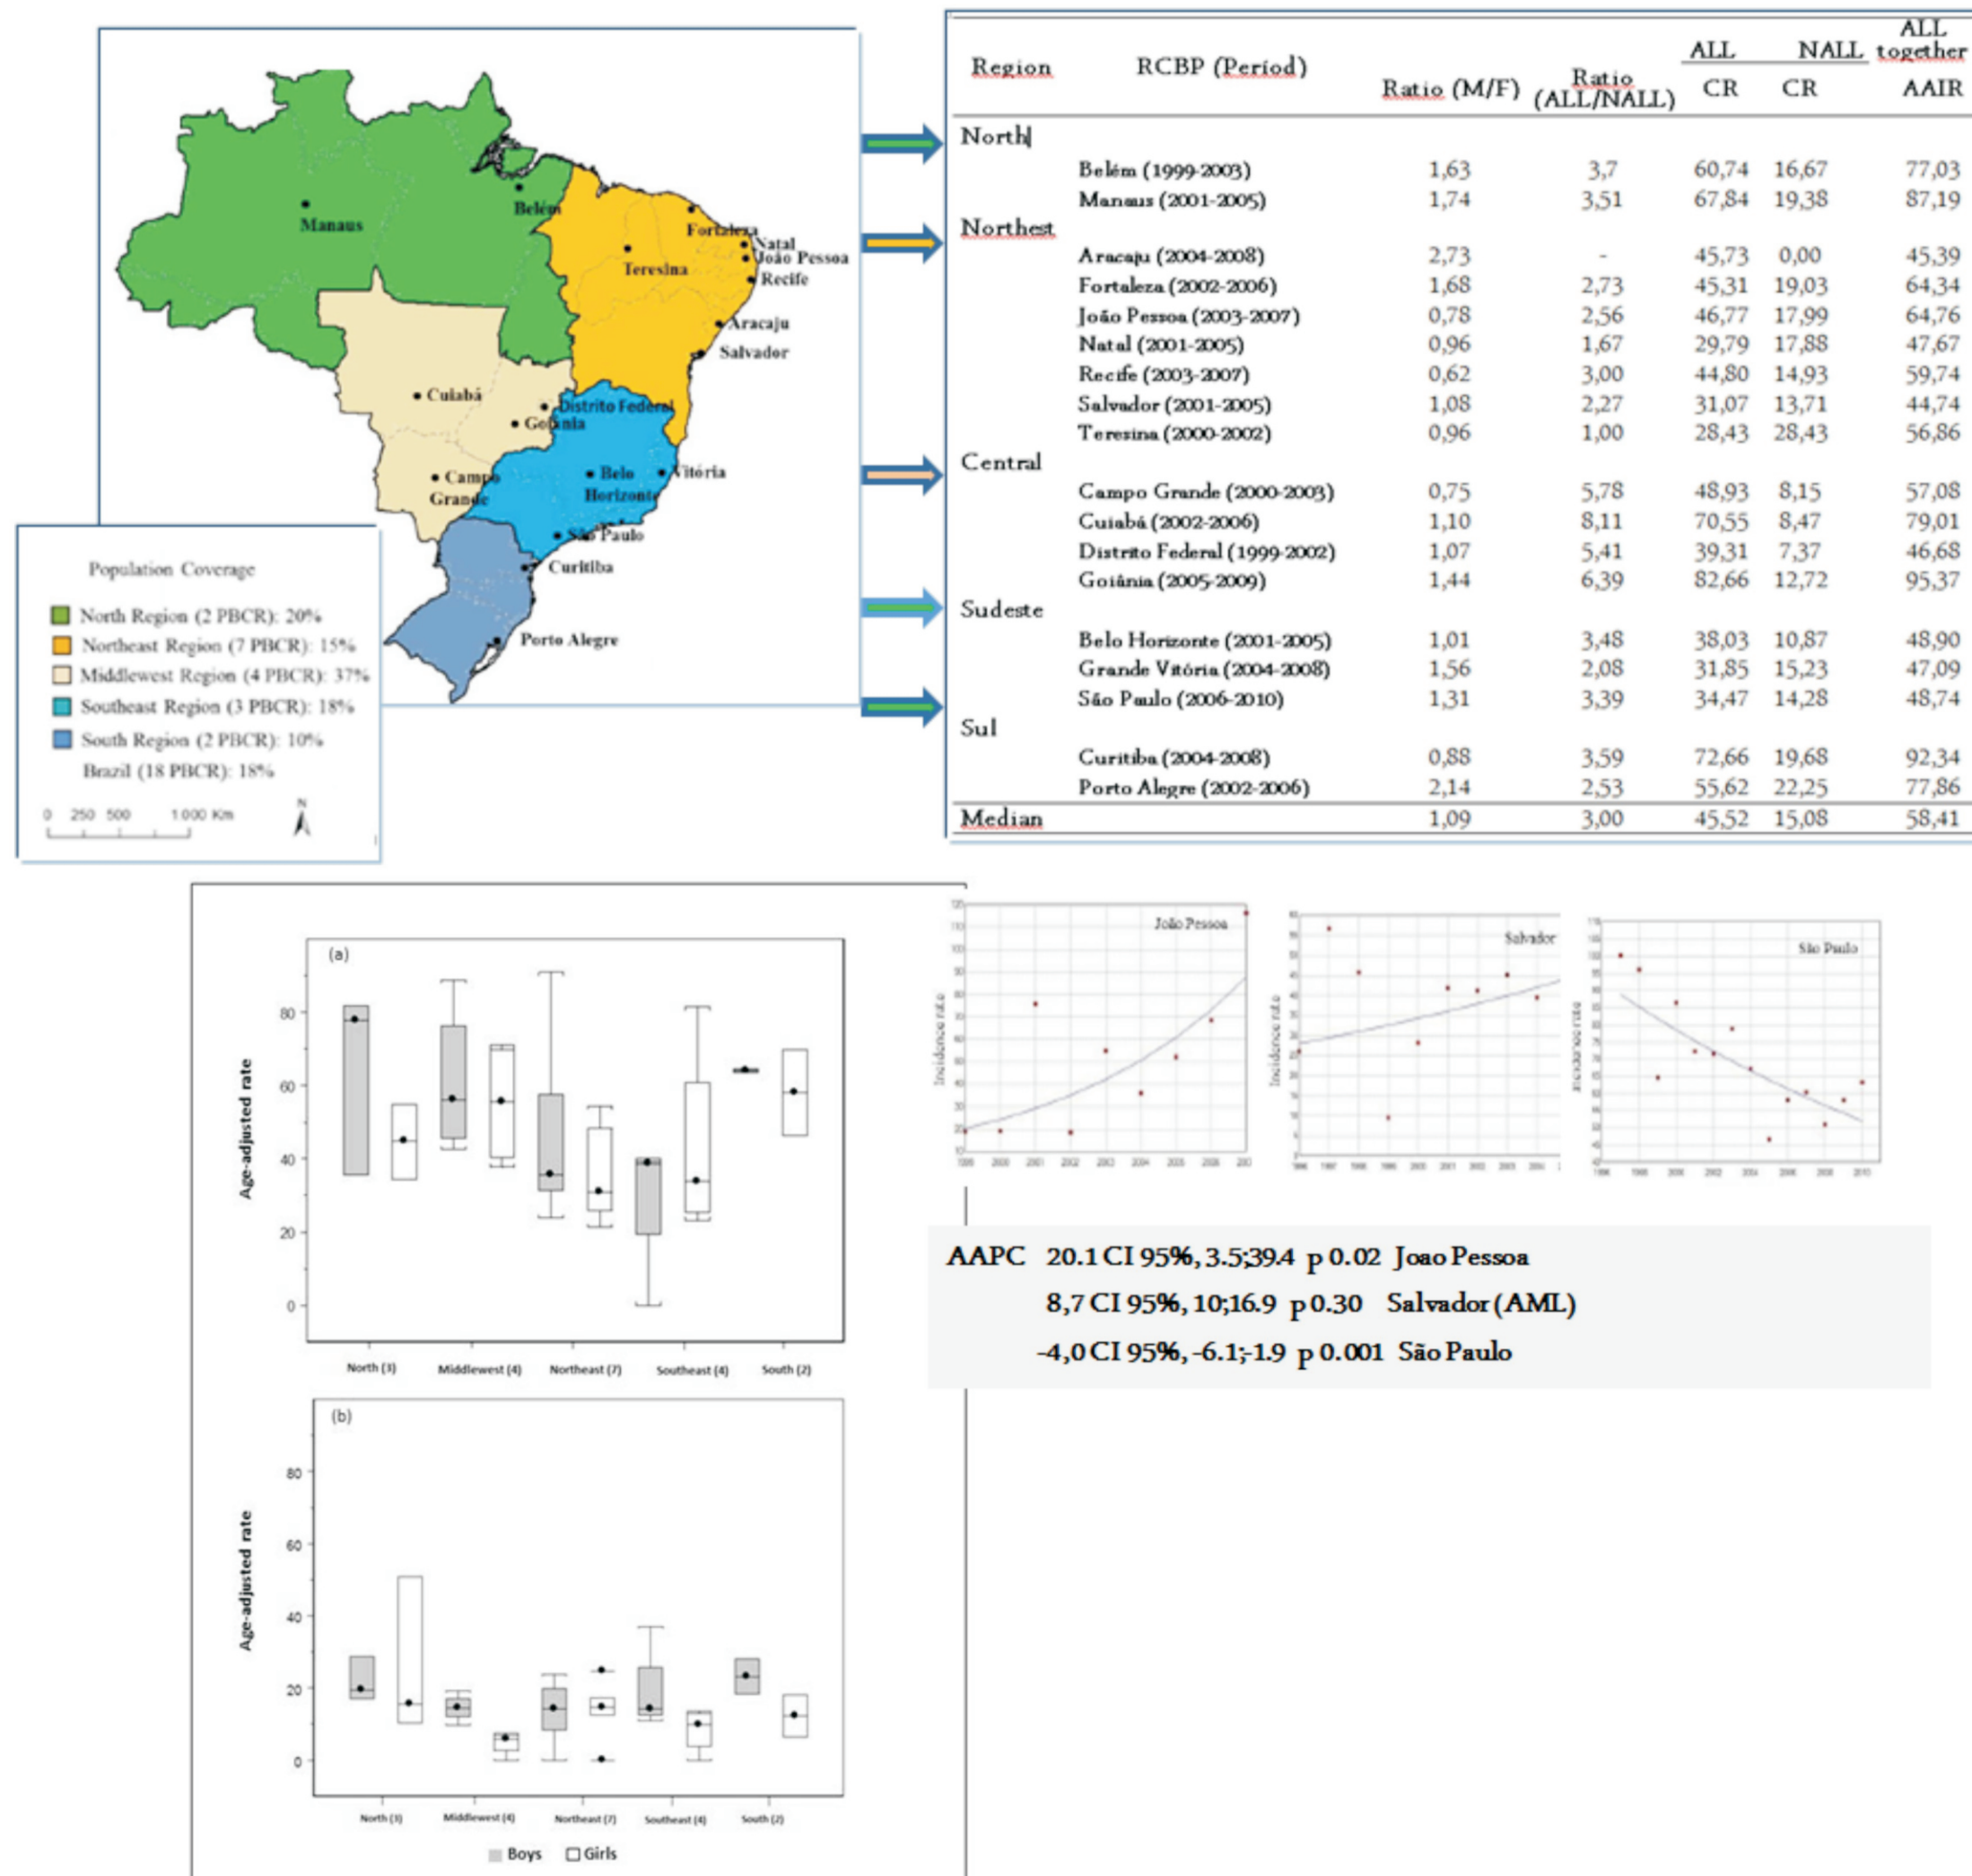 Manaus
Belém
Fortaleza
Natal
Teresina
João Pessoa
Recife
Aracaju
Salvador
Cuiabá
Distrito Federal
Goiânia
Campo
Grande
Belo
Horizonte
Vitória
São Paulo
Curitiba
Porto Alegre
Population Coverage
North Region (2 PBCR): 20%
Northeast Region (7 PBCR): 15%
Middlewest Region (4 PBCR): 37%
Southeast Region (3 PBCR): 18%
South Region (2 PBCR): 10%
Brazil (18 PBCR): 18%
0 250 500 1.000 Km
N
Region RCBP (Period) Ratio (M/F) Ratio (ALL/NALL) ALL CR NALL CR ALL together AAIR
North
Belém (1999-2003) 1,63 3,7 60,74 16,67 77,03
Manaus (2001-2005) 1,74 3,51 67,84 19,38 87,19
Northest
Aracaju (2004-2008) 2,73 - 45,73 0,00 45,39
Fortaleza (2002-2006) 1,68 2,73 45,31 19,03 64,34
João Pessoa (2003-2007) 0,78 2,56 46,77 17,99 64,76
Natal (2001-2005) 0,96 1,67 29,79 17,88 47,67
Recife (2003-2007) 0,62 3,00 44,80 14,93 59,74
Salvador (2001-2005) 1,08 2,27 31,07 13,71 44,74
Teresina (2000-2002) 0,96 1,00 28,43 28,43 56,86
Central
Campo Grande (2000-2003) 0,75 5,78 48,93 8,15 57,08
Cuiabá (2002-2006) 1,10 8,11 70,55 8,47 79,01
Distrito Federal (1999-2002) 1,07 5,41 39,31 7,37 46,68
Goiânia (2005-2009) 1,44 6,39 82,66 12,72 95,37
Sudeste
Belo Horizonte (2001-2005) 1,01 3,48 38,03 10,87 48,90
Grande Vitória (2004-2008) 1,56 2,08 31,85 15,23 47,09
São Paulo (2006-2010) 1,31 3,39 34,47 14,28 48,74
Sul
Curitiba (2004-2008) 0,88 3,59 72,66 19,68 92,34
Porto Alegre (2002-2006) 2,14 2,53 55,62 22,25 77,86
Median 1,09 3,00 45,52 15,08 58,41
(a)
Age-adjusted rate
80
60
40
20
0
North (3) Middlewest (4) Northeast (7) Southeast (4) South (2)
(b)
Age-adjusted rate
80
60
40
20
0
North (3) Middlewest (4) Northeast (7) Southeast (4) South (2)
Boys Girls
João Pessoa
Incidence rate
Salvador
Incidence rate
São Paulo
Incidence rate
AAPC 20.1 CI 95%, 3.5;39.4 p 0.02 Joao Pessoa
8,7 CI 95%, 10;16.9 p 0.30 Salvador (AML)
-4,0 CI 95%, -6.1;-1.9 p 0.001 São Paulo